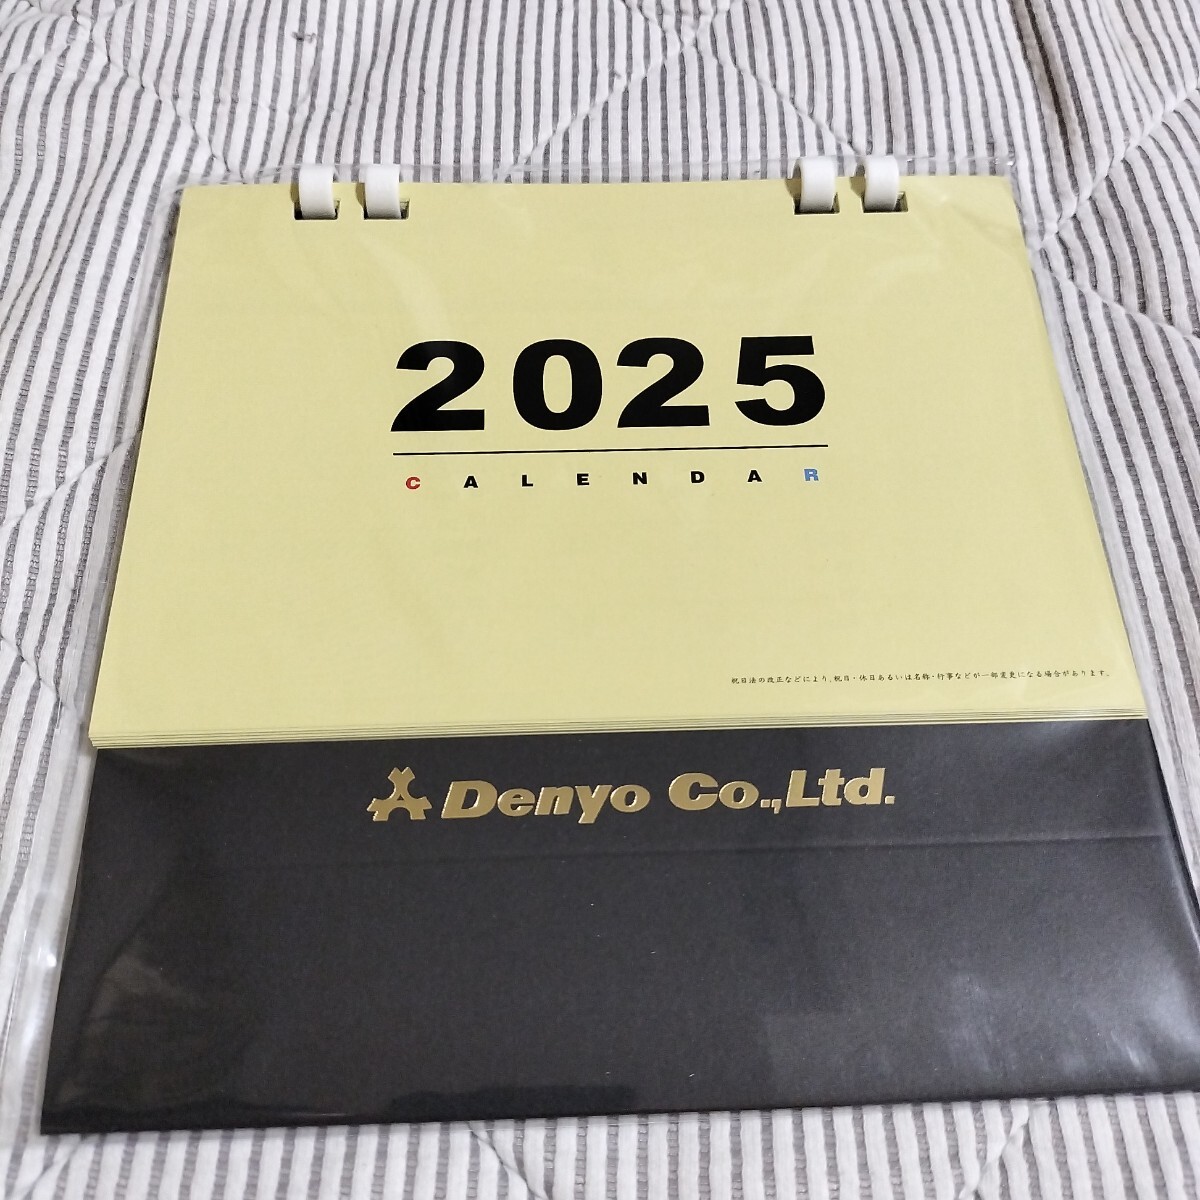 2025
CALENDAR
祝日法の改正などにより、祝日・休日あるいは名称・行事などが一部変更になる場合があります。
Denyo Co.,Ltd.